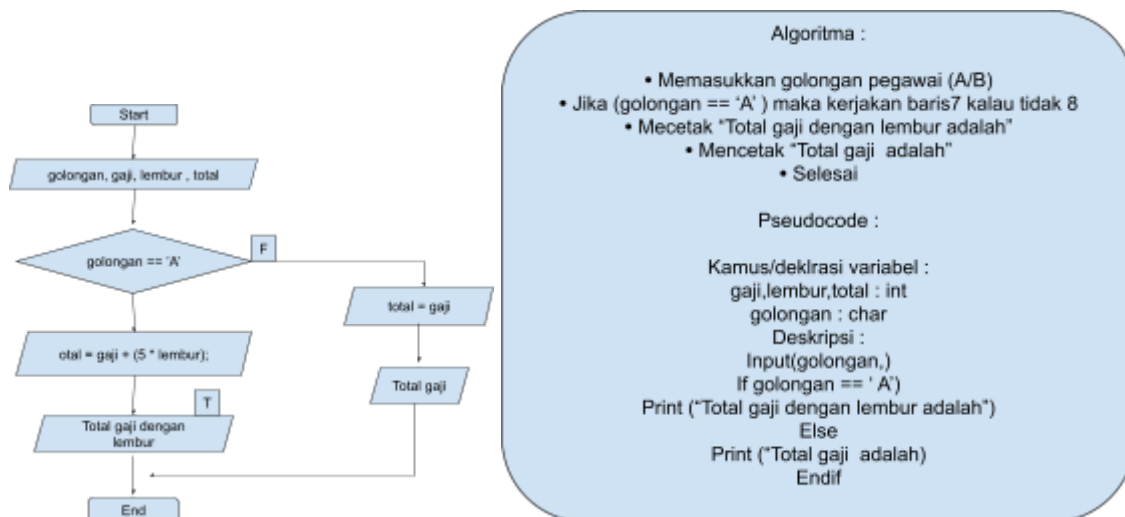 Start
golongan, gaji, lembur , total
golongan == 'A'
F
total = gaji
otal = gaji + (5 * lembur);
Total gaji
T
Total gaji dengan
lembur
End
Algoritma :
• Memasukkan golongan pegawai (A/B)
• Jika (golongan == 'A' ) maka kerjakan baris7 kalau tidak 8
• Mecetak “Total gaji dengan lembur adalah”
• Mencetak “Total gaji  adalah”
• Selesai
Pseudocode :
Kamus/deklrasi variabel :
gaji,lembur,total : int
golongan : char
Deskripsi :
Input(golongan,)
If golongan == ‘ A’)
Print (“Total gaji dengan lembur adalah”)
Else
Print (“Total gaji  adalah)
Endif